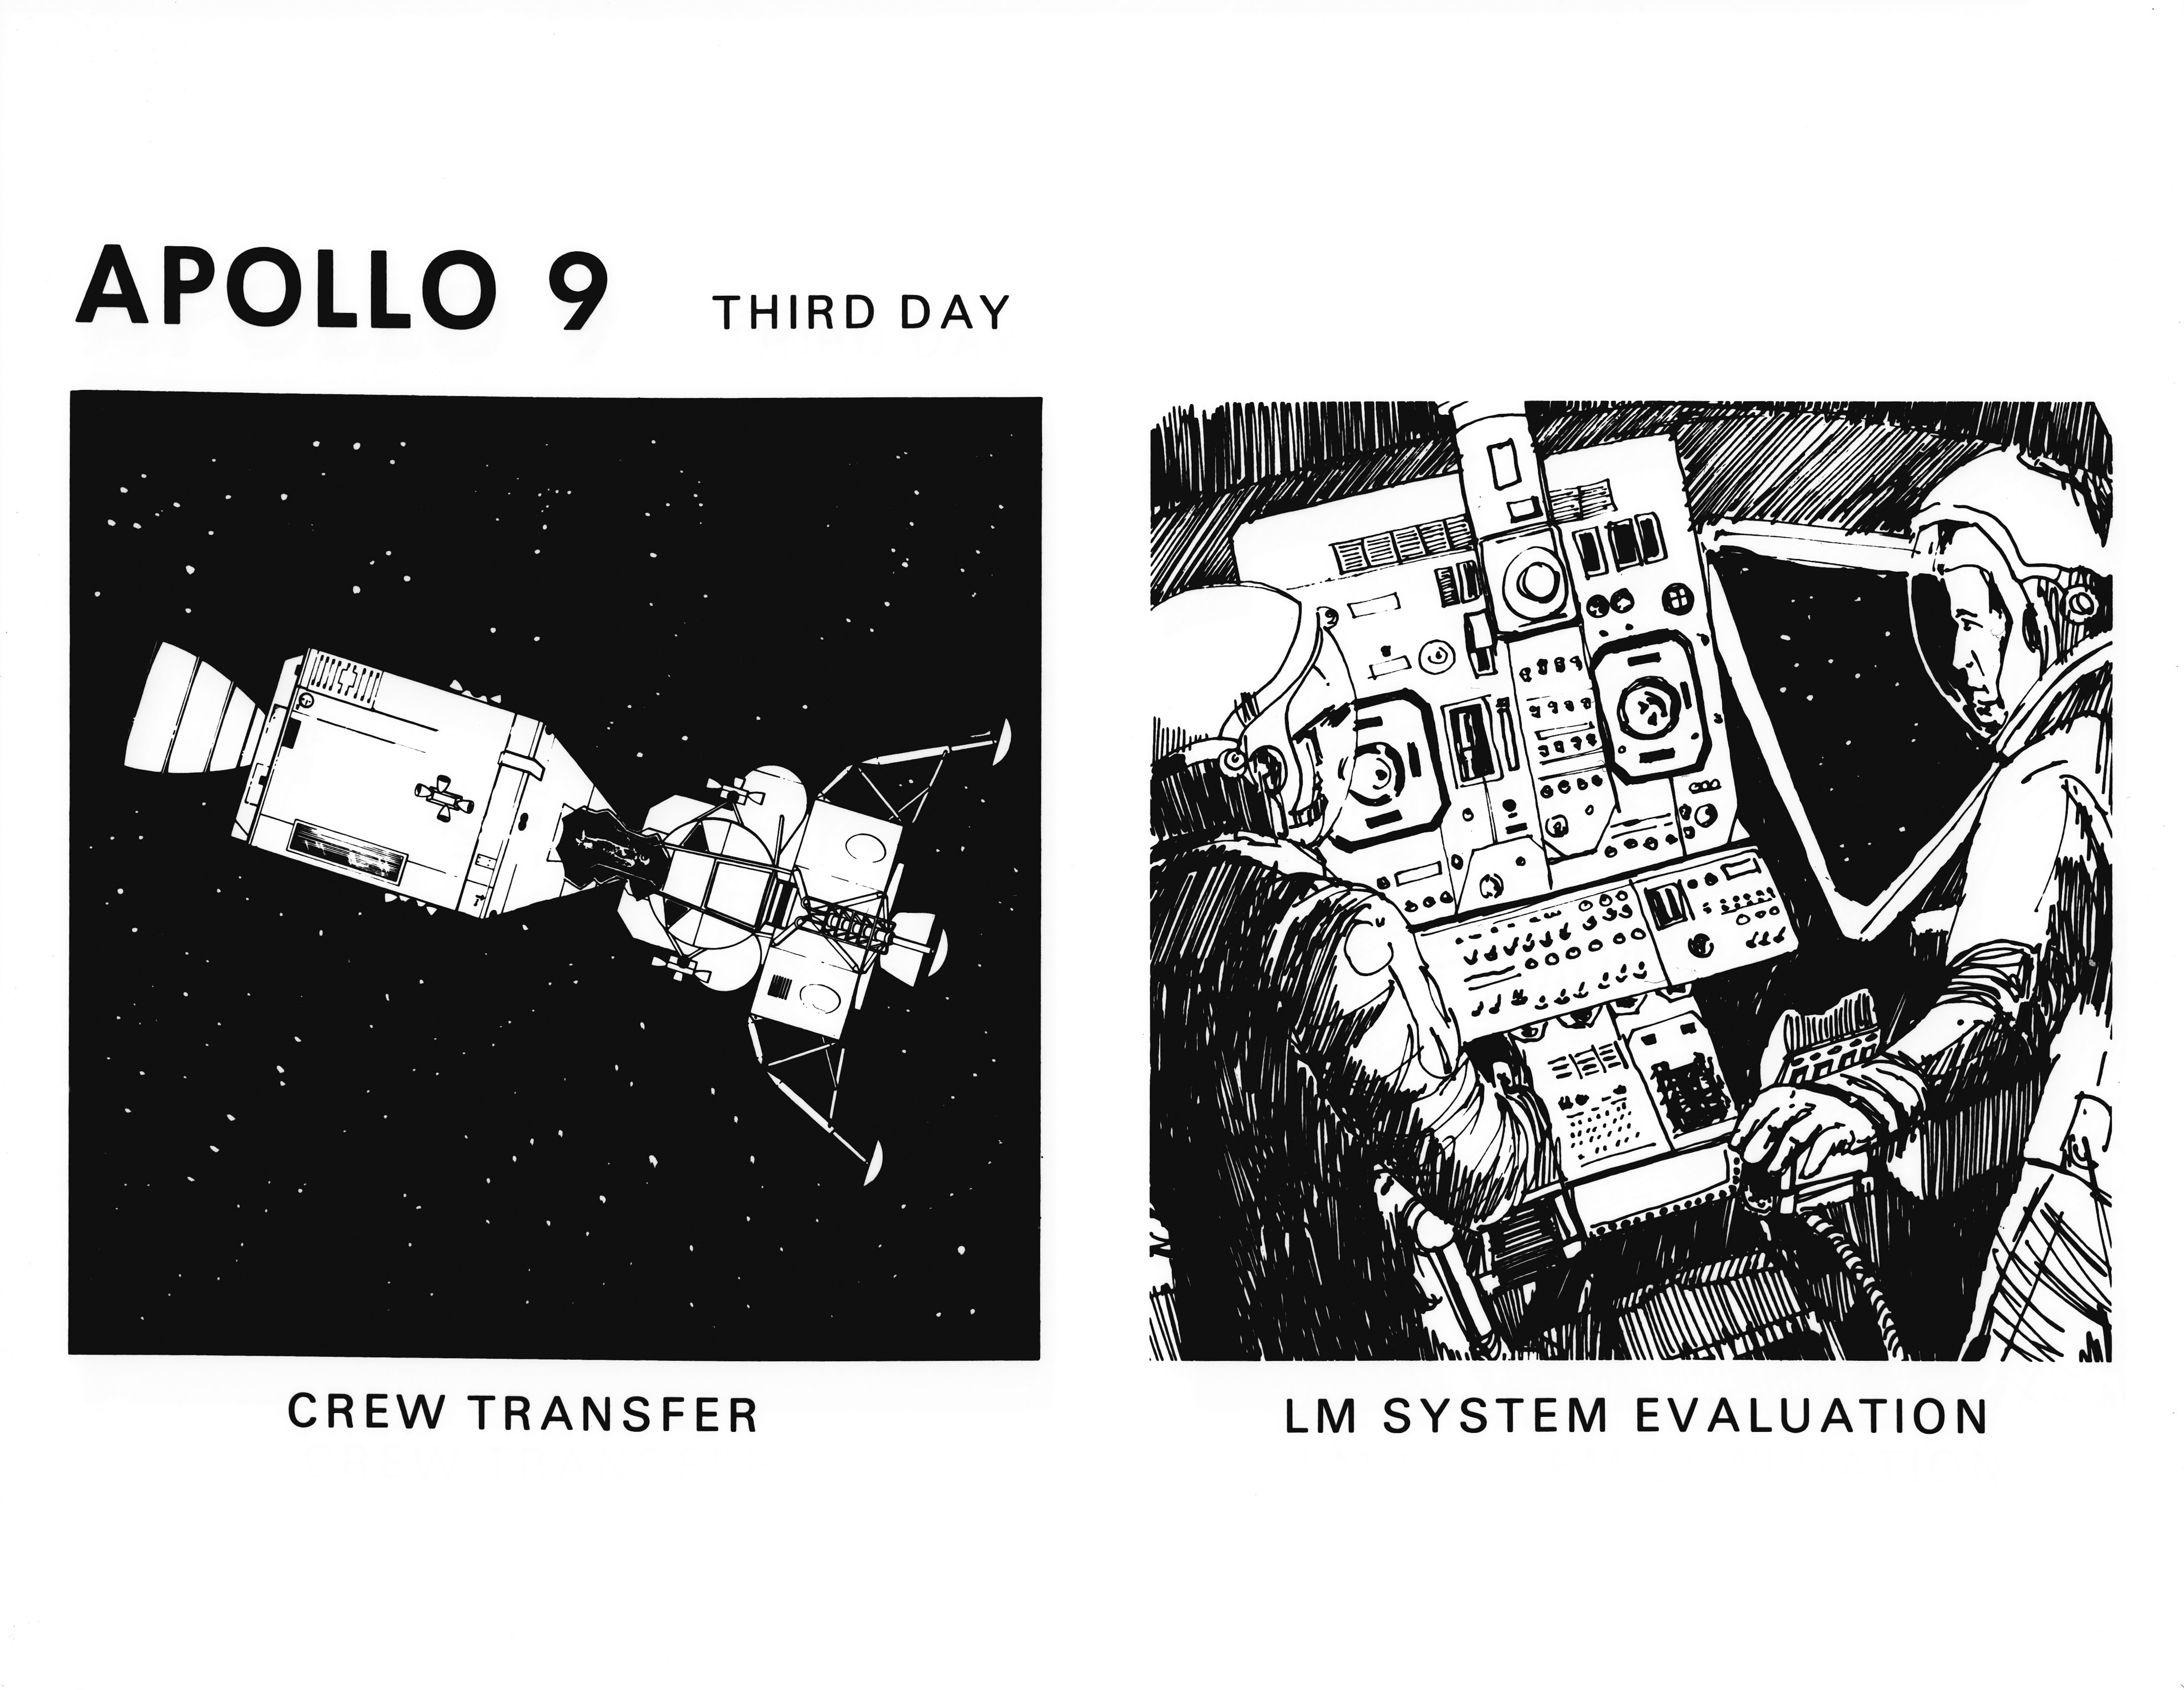 APOLLO 9 THIRD DAY
CREW TRANSFER
LM SYSTEM EVALUATION